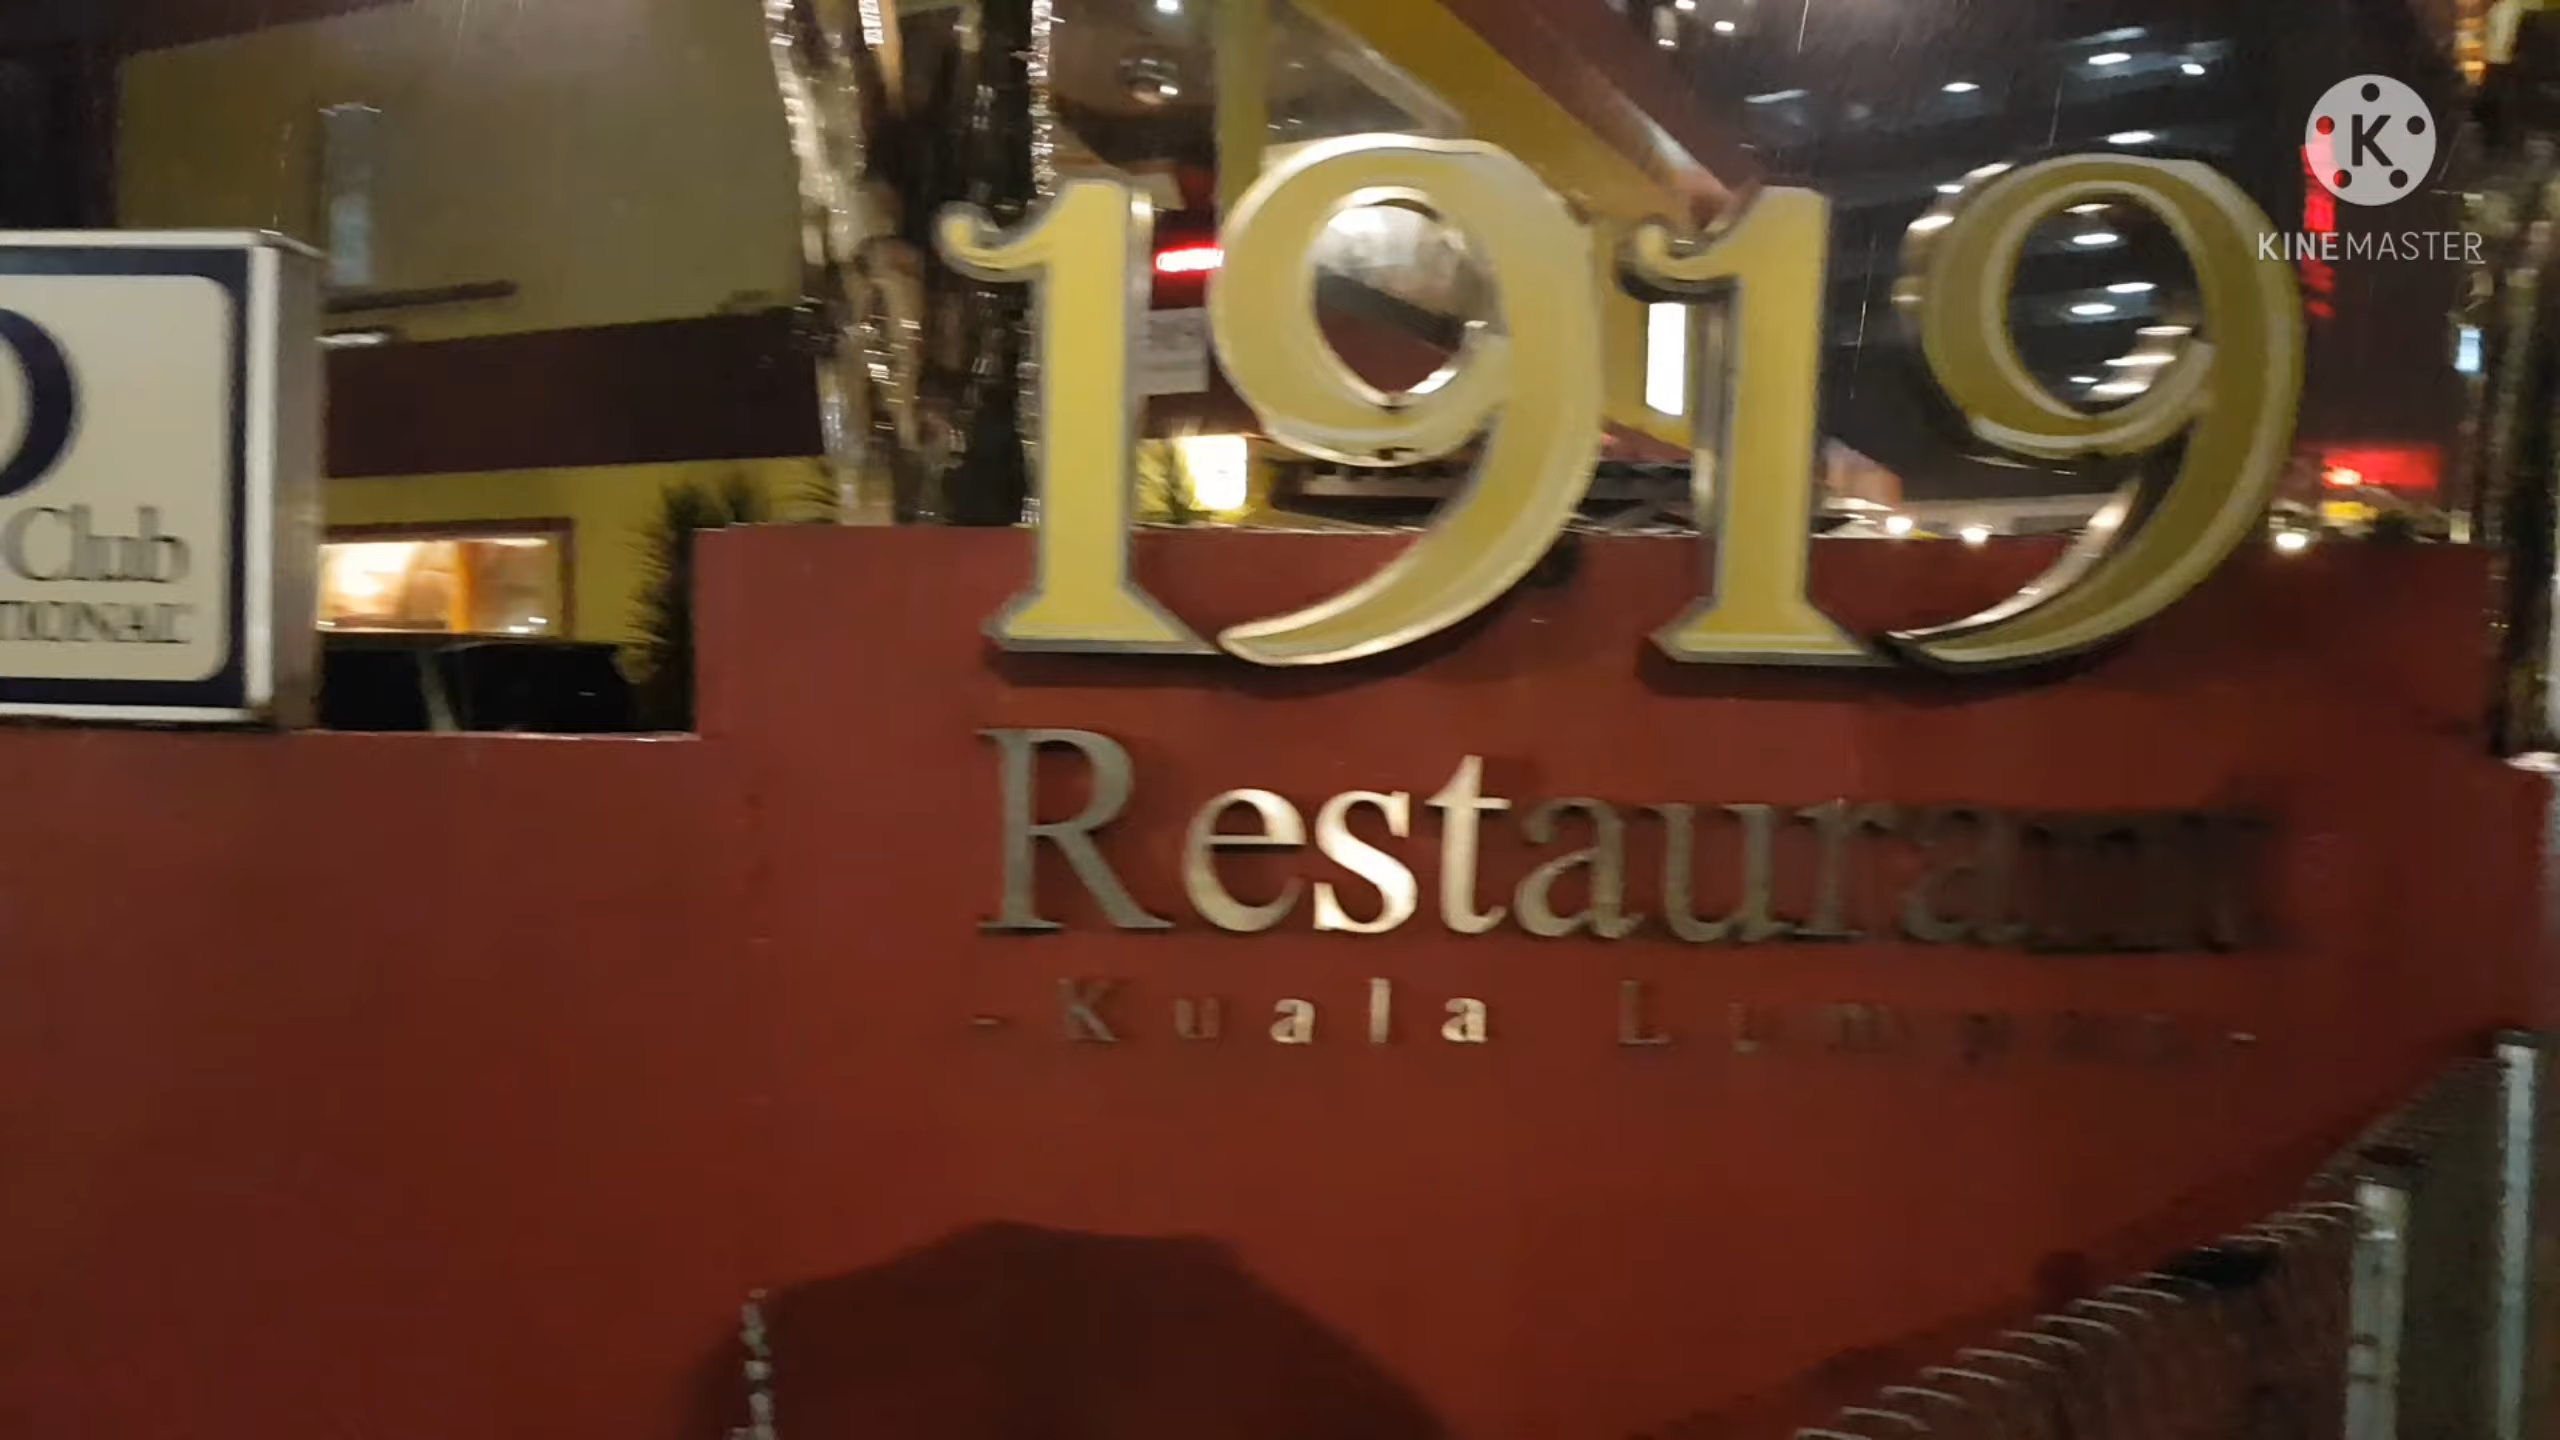 1919
Restaurant
- Kuala Lumpur -
Club
K
KINEMASTER